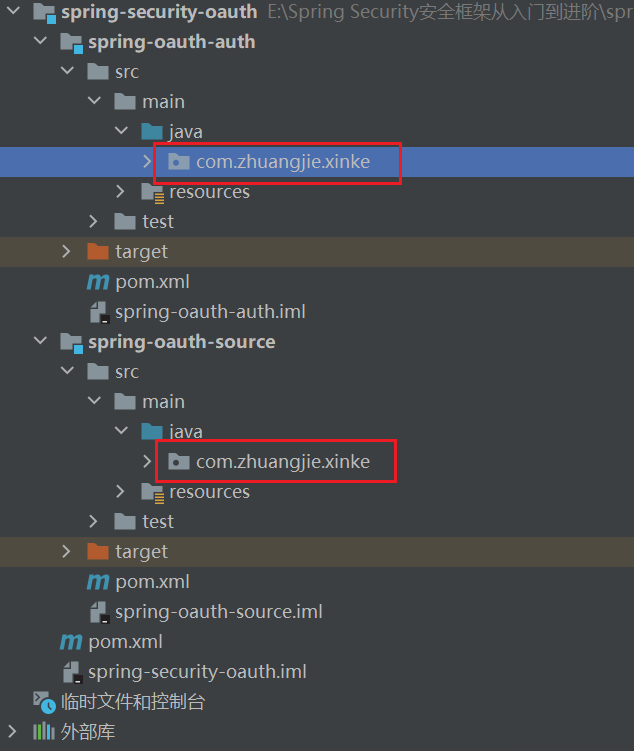 spring-security-oauth E:\Spring Security安全框架从入门到进阶\spr
spring-oauth-auth
src
main
java
com.zhuangjie.xinke
resources
test
target
pom.xml
spring-oauth-auth.iml
spring-oauth-source
src
main
java
com.zhuangjie.xinke
resources
test
target
pom.xml
spring-oauth-source.iml
pom.xml
spring-security-oauth.iml
临时文件和控制台
外部库